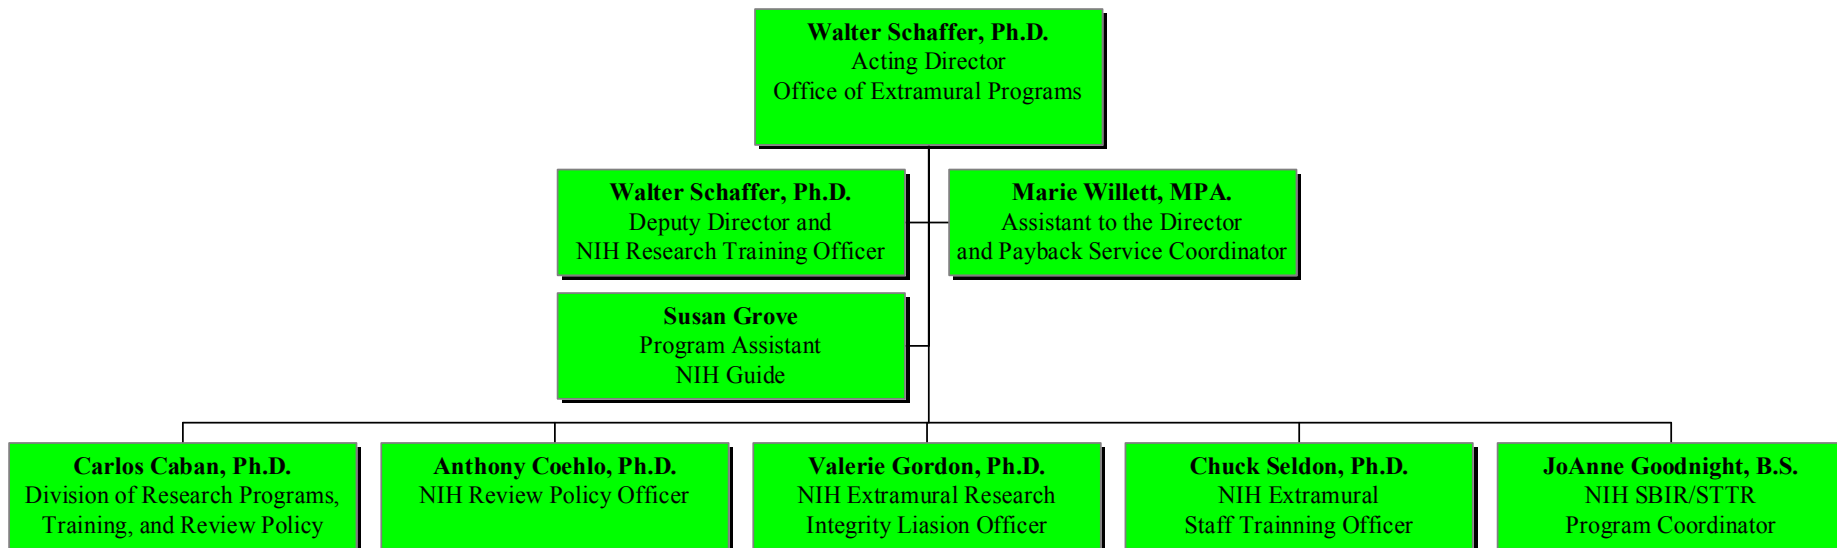 Walter Schaffer, Ph.D.
Acting Director
Office of Extramural Programs
Walter Schaffer, Ph.D.
Deputy Director and
NIH Research Training Officer
Marie Willett, MPA.
Assistant to the Director
and Payback Service Coordinator
Susan Grove
Program Assistant
NIH Guide
Carlos Caban, Ph.D.
Division of Research Programs,
Training, and Review Policy
Anthony Coehlo, Ph.D.
NIH Review Policy Officer
Valerie Gordon, Ph.D.
NIH Extramural Research
Integrity Liasion Officer
Chuck Seldon, Ph.D.
NIH Extramural
Staff Trainning Officer
JoAnne Goodnight, B.S.
NIH SBIR/STTR
Program Coordinator